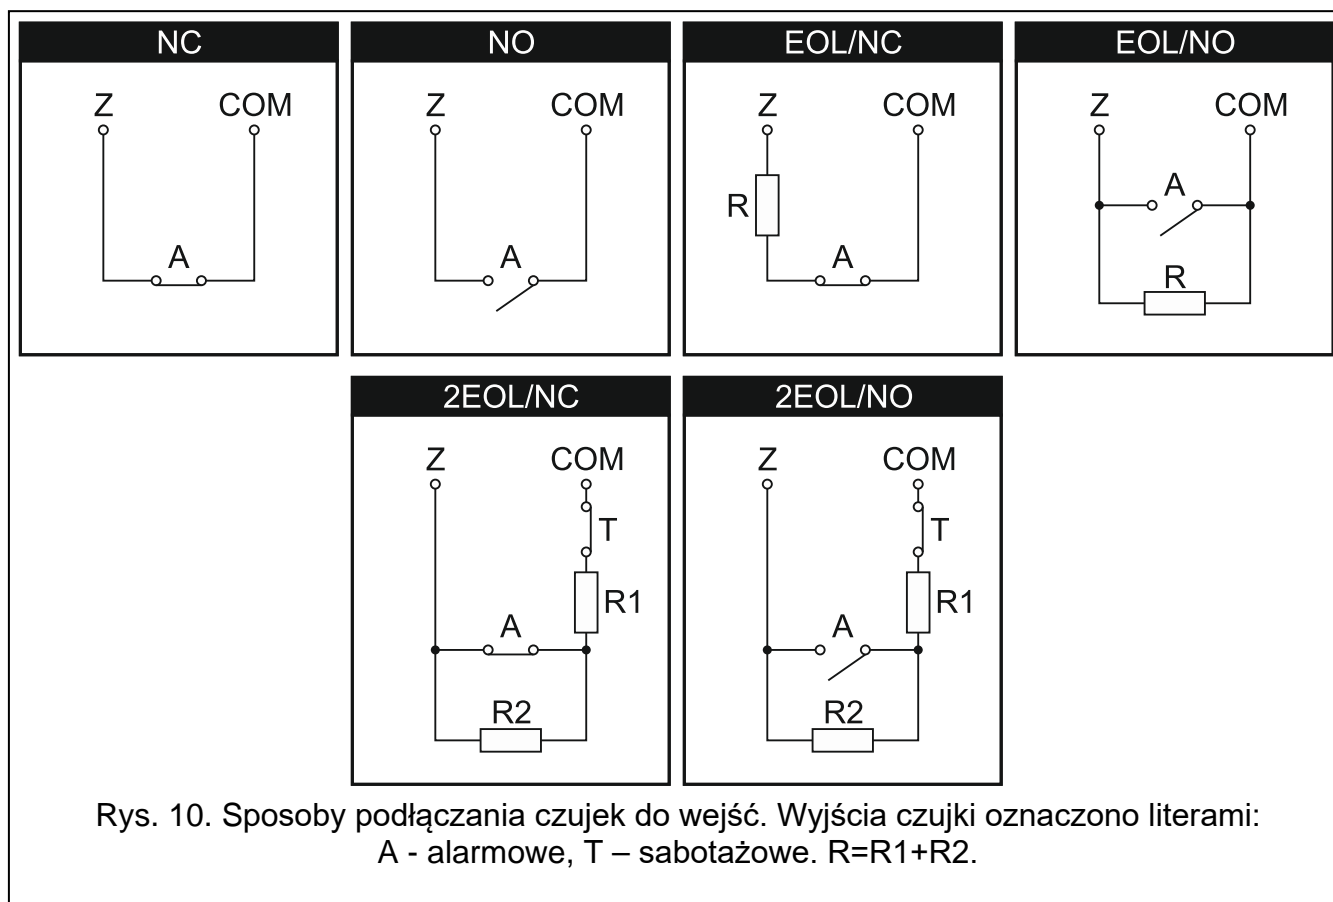 NC
Z COM
A
NO
Z COM
A
EOL/NC
Z COM
R
A
EOL/NO
Z COM
A
R
2EOL/NC
Z COM
T
R1
A
R2
2EOL/NO
Z COM
T
R1
A
R2
Rys. 10. Sposoby podłączania czujek do wejść. Wyjścia czujki oznaczono literami:
A - alarmowe, T – sabotażowe. R=R1+R2.